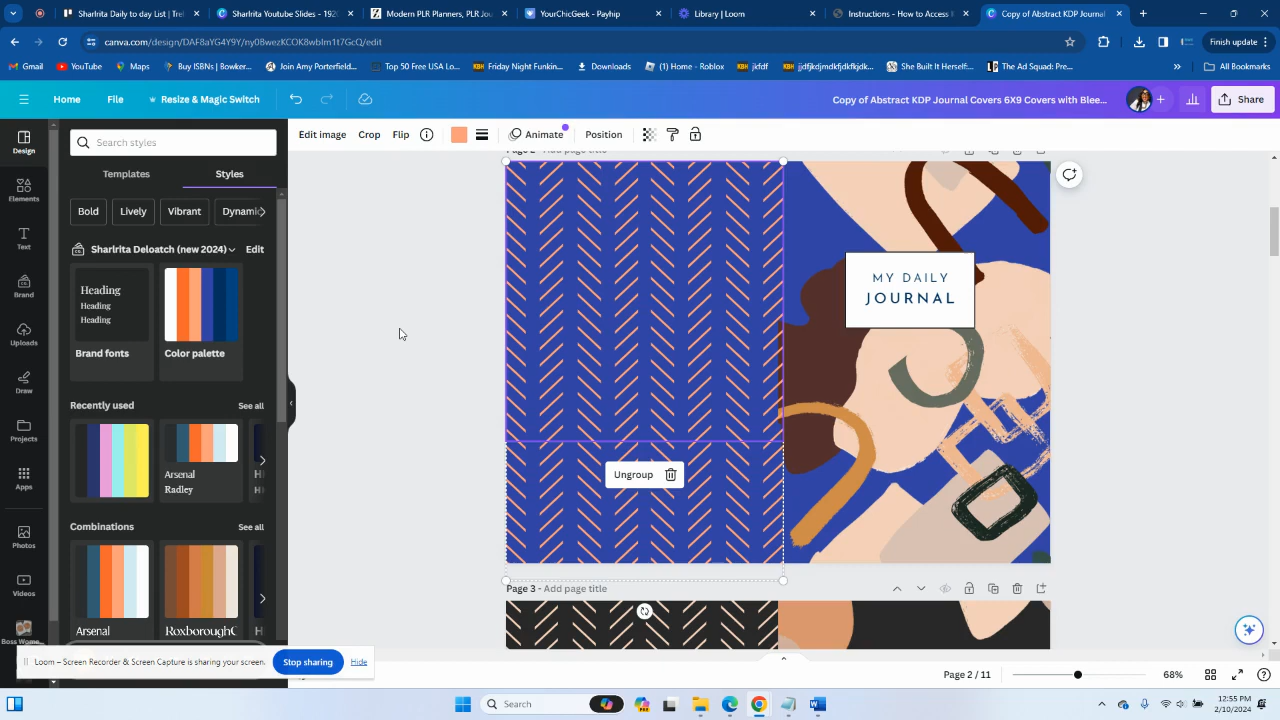 Sharlrita Daily to day list | Trel
Sharlrita Youtube Slides - 192
Modern PLR Planners, PLR Jou
YourChicGeek - Payhip
Library | Loom
Instructions - How to Access I
Copy of Abstract KDP Journal
canva.com/design/DAF8aYG4Y9Y/ny08wezKCOK8wblm1t7GcQ/edit
Finish update
Gmail
YouTube
Maps
Buy ISBNs | Bowker...
Join Amy Porterfield...
Top 50 Free USA Lo...
Friday Night Funkin...
Downloads
(1) Home - Roblox
jkfdf
jjdfjkdjmdkfjdkfkjdk...
She Built It Herself:...
The Ad Squad: Pre...
All Bookmarks
Home
File
Resize & Magic Switch
Copy of Abstract KDP Journal Covers 6X9 Covers with Blee...
Share
Edit image
Crop
Flip
Animate
Position
Design
Elements
Text
Brand
Uploads
Draw
Projects
Apps
Photos
Videos
Boss Wome
Search styles
Templates
Styles
Bold
Lively
Vibrant
Dynami
Sharlrita Deloatch (new 2024)
Edit
Heading
Heading
Heading
Brand fonts
Color palette
Recently used
See all
Arsenal
Radley
Combinations
See all
Arsenal
RoxboroughC
Add page title
MY DAILY
JOURNAL
Ungroup
Page 3 - Add page title
Loom – Screen Recorder & Screen Capture is sharing your screen.
Stop sharing
Hide
Page 2 / 11
68%
Search
12:55 PM
2/10/2024